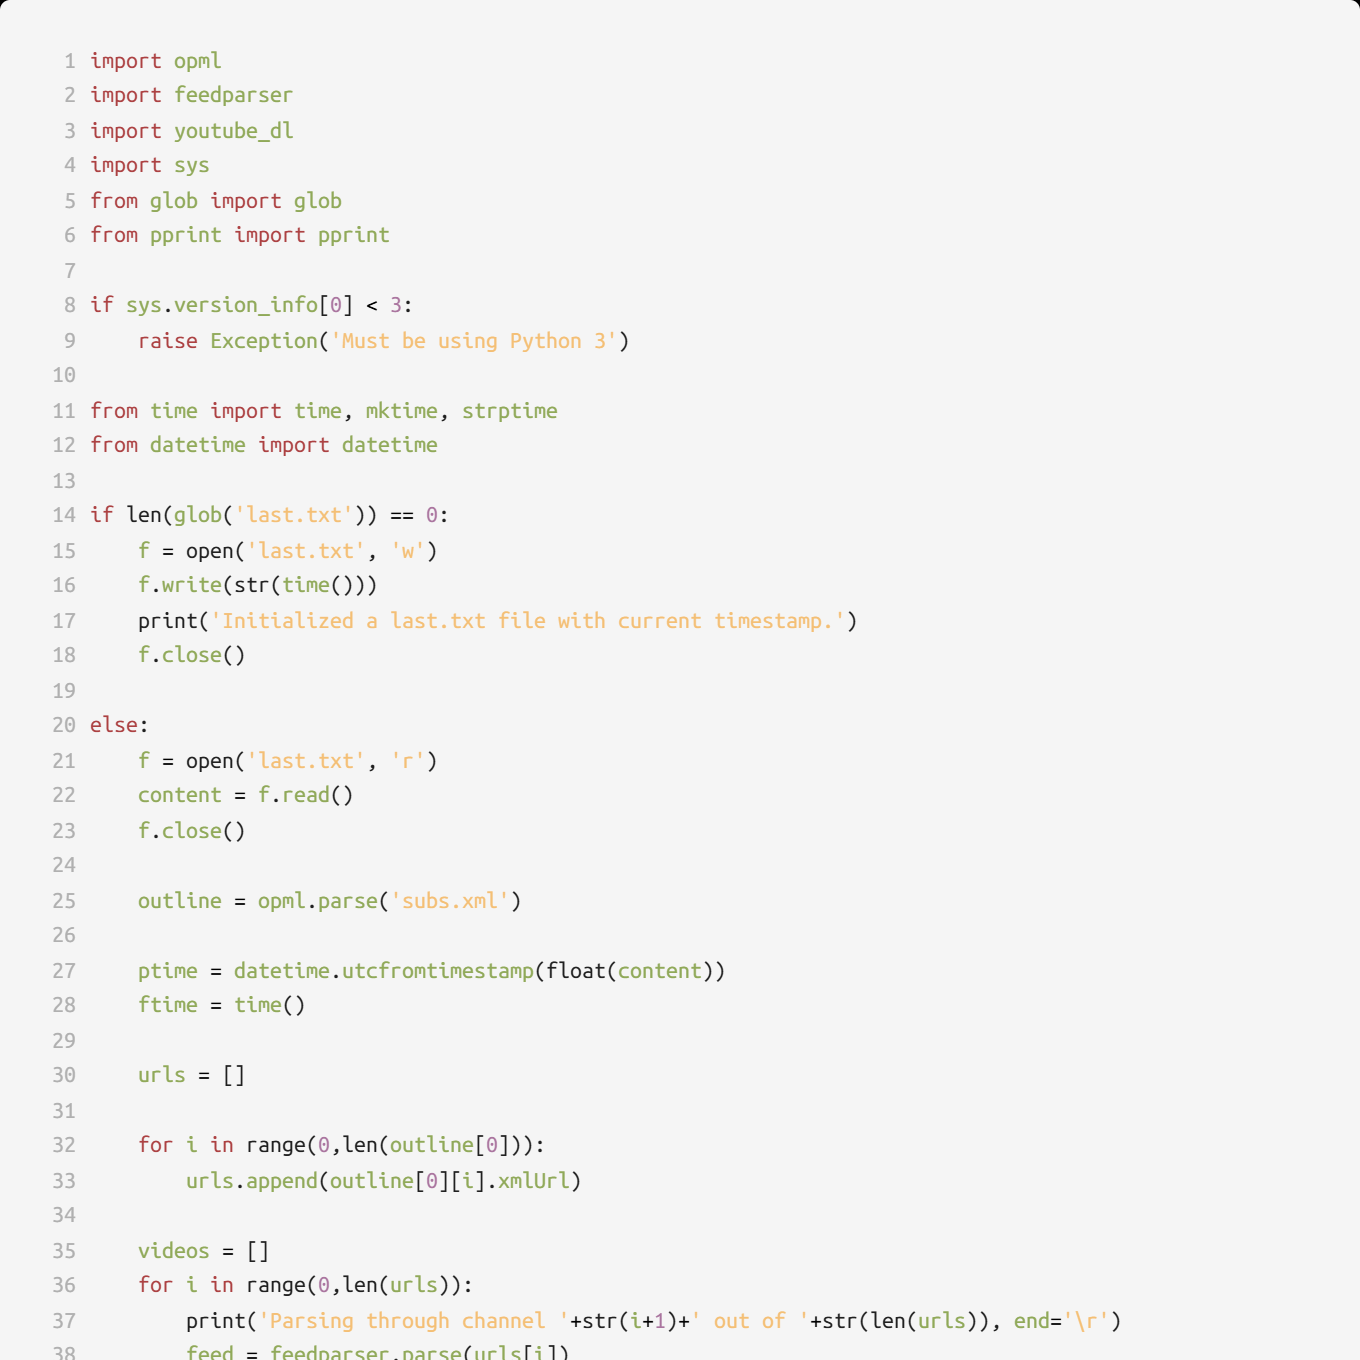 1 import opml
2 import feedparser
3 import youtube_dl
4 import sys
5 from glob import glob
6 from pprint import pprint
7
8 if sys.version_info[0] < 3:
9     raise Exception('Must be using Python 3')
10
11 from time import time, mktime, strptime
12 from datetime import datetime
13
14 if len(glob('last.txt')) == 0:
15     f = open('last.txt', 'w')
16     f.write(str(time()))
17     print('Initialized a last.txt file with current timestamp.')
18     f.close()
19
20 else:
21     f = open('last.txt', 'r')
22     content = f.read()
23     f.close()
24
25     outline = opml.parse('subs.xml')
26
27     ptime = datetime.utcfromtimestamp(float(content))
28     ftime = time()
29
30     urls = []
31
32     for i in range(0,len(outline[0])):
33         urls.append(outline[0][i].xmlUrl)
34
35     videos = []
36     for i in range(0,len(urls)):
37         print('Parsing through channel '+str(i+1)+' out of '+str(len(urls)), end='\r')
38         feed = feedparser.parse(urls[i])